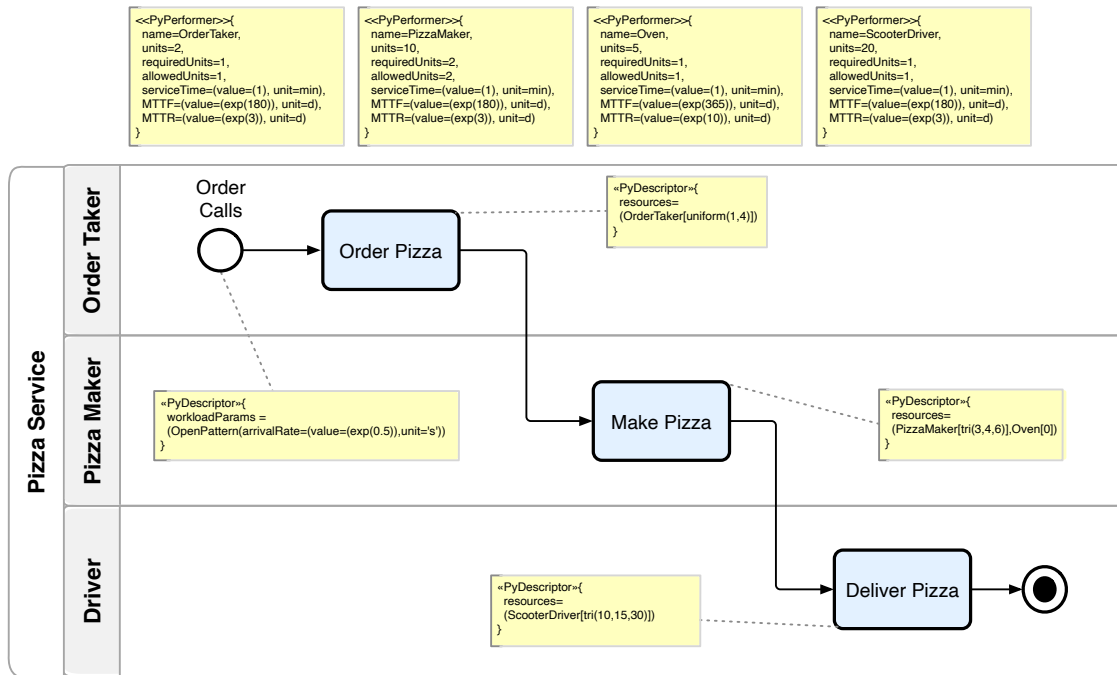 <<PyPerformer>>{
name=OrderTaker,
units=2,
requiredUnits=1,
allowedUnits=1,
serviceTime=(value=(1), unit=min),
MTTF=(value=(exp(180)), unit=d),
MTTR=(value=(exp(3)), unit=d)
}
<<PyPerformer>>{
name=PizzaMaker,
units=10,
requiredUnits=2,
allowedUnits=2,
serviceTime=(value=(1), unit=min),
MTTF=(value=(exp(180)), unit=d),
MTTR=(value=(exp(3)), unit=d)
}
<<PyPerformer>>{
name=Oven,
units=5,
requiredUnits=1,
allowedUnits=1,
serviceTime=(value=(1), unit=min),
MTTF=(value=(exp(365)), unit=d),
MTTR=(value=(exp(10)), unit=d)
}
<<PyPerformer>>{
name=ScooterDriver,
units=20,
requiredUnits=1,
allowedUnits=1,
serviceTime=(value=(1), unit=min),
MTTF=(value=(exp(180)), unit=d),
MTTR=(value=(exp(3)), unit=d)
}
Pizza Service
Order Taker
Order
Calls
Order Pizza
«PyDescriptor»{
resources=
(OrderTaker[uniform(1,4)])
}
Pizza Maker
«PyDescriptor»{
workloadParams =
(OpenPattern(arrivalRate=(value=(exp(0.5)),unit='s'))
}
Make Pizza
«PyDescriptor»{
resources=
(PizzaMaker[tri(3,4,6)],Oven[0])
}
Driver
«PyDescriptor»{
resources=
(ScooterDriver[tri(10,15,30)])
}
Deliver Pizza